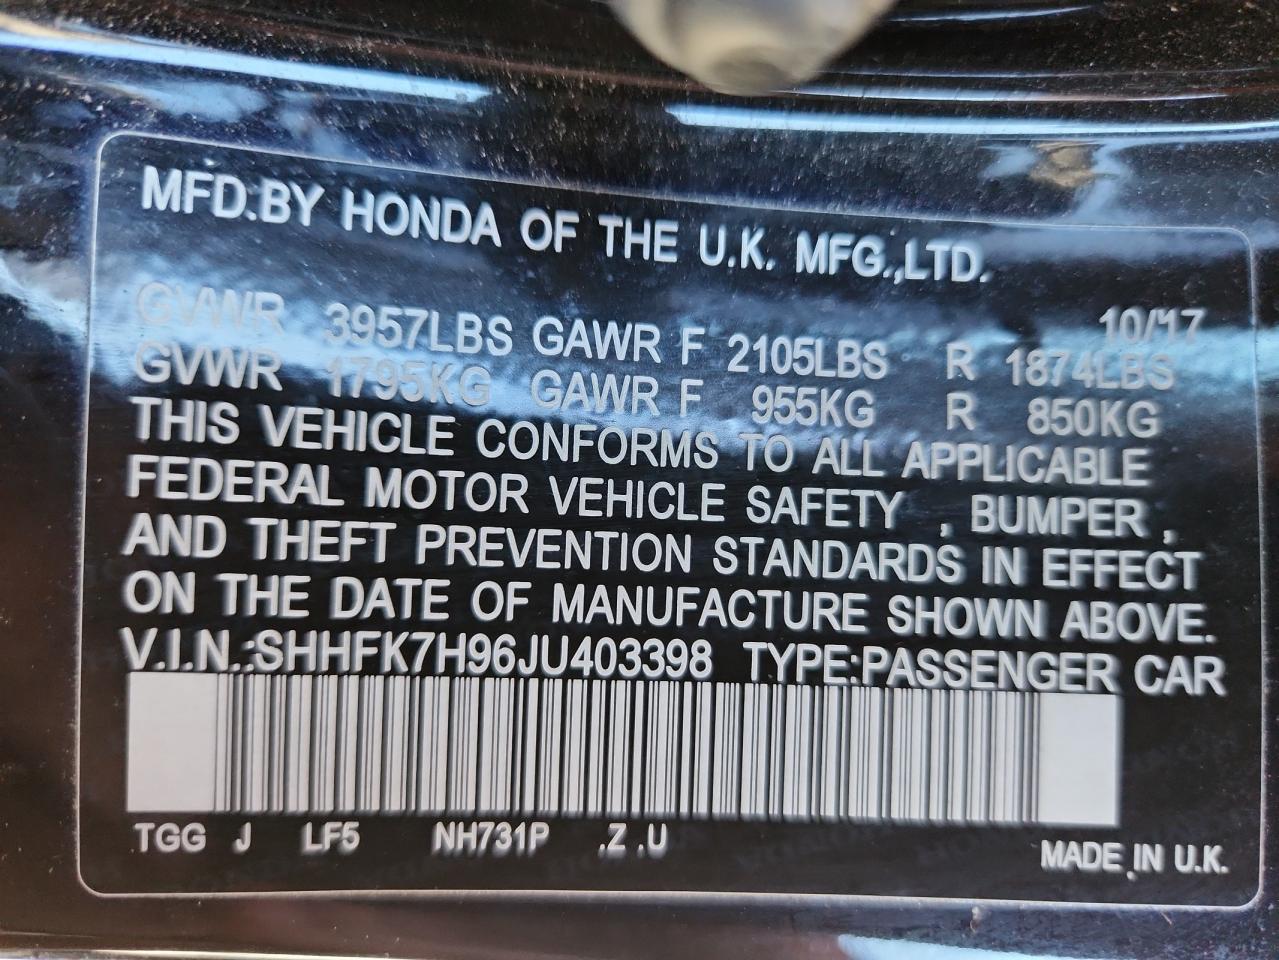 MFD.BY HONDA OF THE U.K. MFG.,LTD.
10/'17
GVWR 3957LBS GAWR F 2105LBS R 1874LBS
GVWR 1795KG GAWR F 955KG R 850KG
THIS VEHICLE CONFORMS TO ALL APPLICABLE
FEDERAL MOTOR VEHICLE SAFETY , BUMPER ,
AND THEFT PREVENTION STANDARDS IN EFFECT
ON THE DATE OF MANUFACTURE SHOWN ABOVE.
V.I.N.:SHHFK7H96JU403398 TYPE:PASSENGER CAR
TGG J LF5 NH731P .Z .U
MADE IN U.K.